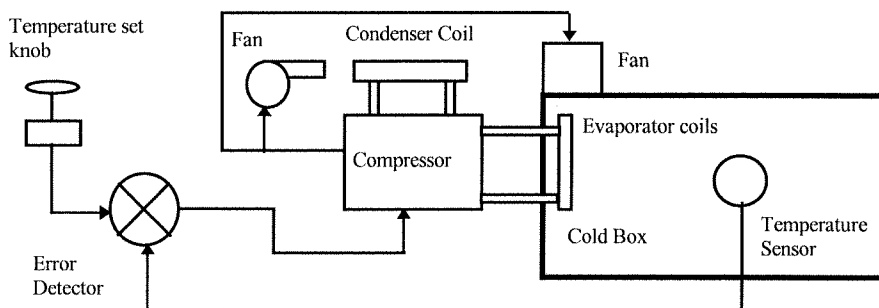 Temperature set
knob
Fan
Condenser Coil
Fan
Compressor
Evaporator coils
Cold Box
Temperature
Sensor
Error
Detector